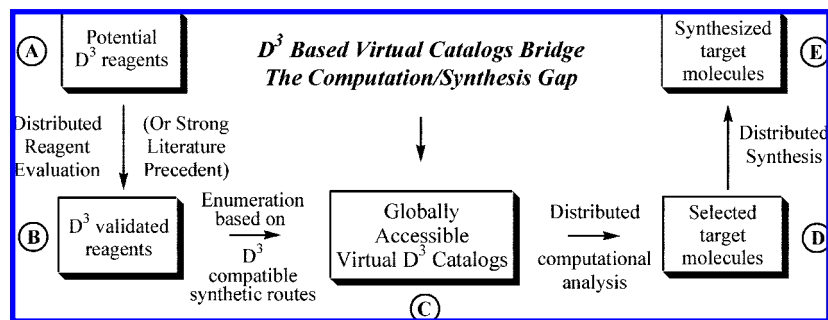 A
Potential
D³ reagents
D³ Based Virtual Catalogs Bridge
The Computation/Synthesis Gap
Synthesized
target
molecules
E
Distributed
Reagent
Evaluation
(Or Strong
Literature
Precedent)
Distributed
Synthesis
B
D³ validated
reagents
Enumeration
based on
D³
compatible
synthetic routes
Globally
Accessible
Virtual D³ Catalogs
C
Distributed
computational
analysis
Selected
target
molecules
D